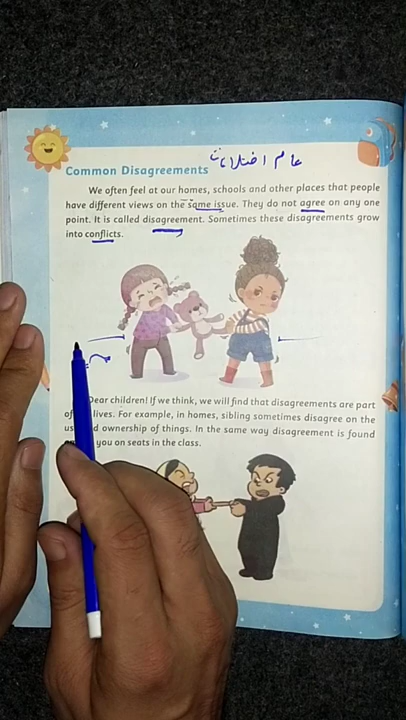 Common Disagreements عام اختلافات
We often feel at our homes, schools and other places that people
have different views on the same issue. They do not agree on any one
point. It is called disagreement. Sometimes these disagreements grow
into conflicts.
Dear children! If we think, we will find that disagreements are part
of lives. For example, in homes, sibling sometimes disagree on the
us d ownership of things. In the same way disagreement is found
you on seats in the class.